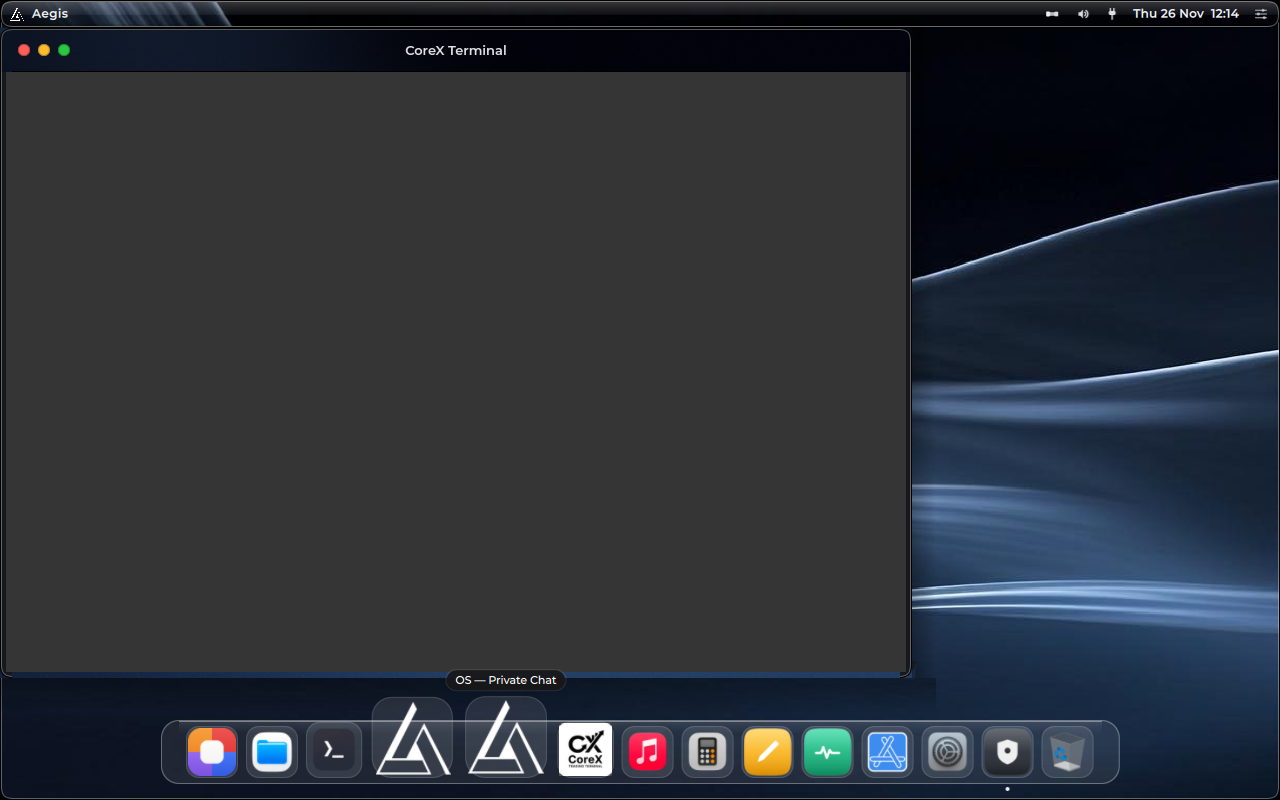 Aegis
Thu 26 Nov 12:14
CoreX Terminal
OS — Private Chat
CX
CoreX